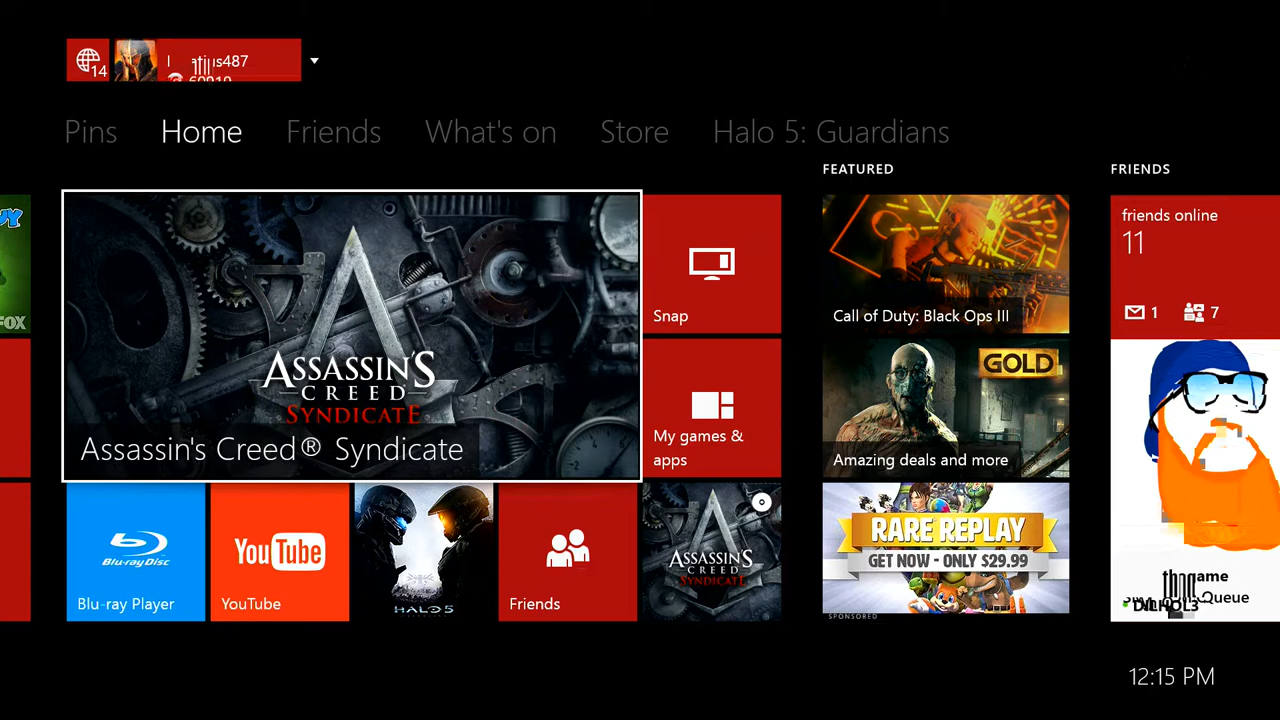 14
Pins Home Friends What's on Store Halo 5: Guardians
FEATURED
FRIENDS
FOX
ASSASSIN'S
CREED
SYNDICATE
Assassin's Creed® Syndicate
Snap
My games &
apps
Call of Duty: Black Ops III
GOLD
Amazing deals and more
friends online
11
1 7
Blu-ray Disc
Blu-ray Player
YouTube
YouTube
HALO 5
Friends
ASSASSIN'S
CREED
SYNDICATE
RARE REPLAY
GET NOW - ONLY $29.99
SPONSORED
Queue
12:15 PM